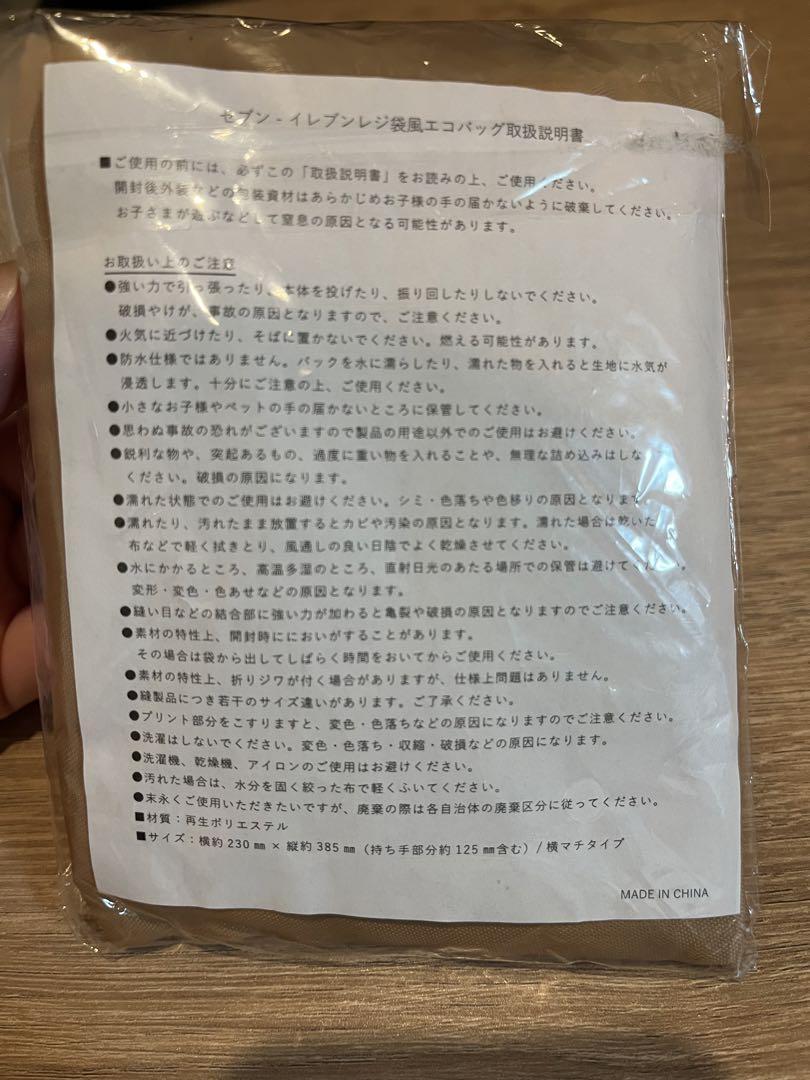 セブン-イレブンレジ袋風エコバッグ取扱説明書
■ご使用の前には、必ずこの「取扱説明書」をお読みの上、ご使用ください。
開封後外装などの包装資材はあらかじめお子様の手の届かないように破棄してください。
お子さまが遊ぶなどして窒息の原因となる可能性があります。
お取扱い上のご注意
●強い力で引っ張ったり、本体を投げたり、振り回したりしないでください。
破損やけが、事故の原因となりますので、ご注意ください。
●火気に近づけたり、そばに置かないでください。燃える可能性があります。
●防水仕様ではありません。バックを水に濡らしたり、濡れた物を入れると生地に水気が
浸透します。十分にご注意の上、ご使用ください。
●小さなお子様やペットの手の届かないところに保管してください。
●思わぬ事故の恐れがございますので製品の用途以外でのご使用はお避けください。
●鋭利な物や、突起あるもの、過度に重い物を入れることや、無理な詰め込みはしな
ください。破損の原因になります。
●濡れた状態でのご使用はお避けください。シミ・色落ちや色移りの原因となります。
●濡れたり、汚れたまま放置するとカビや汚染の原因となります。濡れた場合は乾いた
布などで軽く拭きとり、風通しの良い日陰でよく乾燥させてください。
●水にかかるところ、高温多湿のところ、直射日光のあたる場所での保管は避けてください。
変形・変色・色あせなどの原因となります。
●縫い目などの結合部に強い力が加わると亀裂や破損の原因となりますのでご注意ください。
●素材の特性上、開封時ににおいがすることがあります。
その場合は袋から出してしばらく時間をおいてからご使用ください。
●素材の特性上、折りジワが付く場合がありますが、仕様上問題はありません。
●縫製品につき若干のサイズ違いがあります。ご了承ください。
●プリント部分をこすりますと、変色・色落ちなどの原因になりますのでご注意ください。
●洗濯はしないでください。変色・色落ち・収縮・破損などの原因になります。
●洗濯機、乾燥機、アイロンのご使用はお避けください。
●汚れた場合は、水分を固く絞った布で軽くふいてください。
●末永くご使用いただきたいですが、廃棄の際は各自治体の廃棄区分に従ってください。
■材質：再生ポリエステル
■サイズ：横約230㎜×縦約385㎜（持ち手部分約125㎜含む）/横マチタイプ
MADE IN CHINA